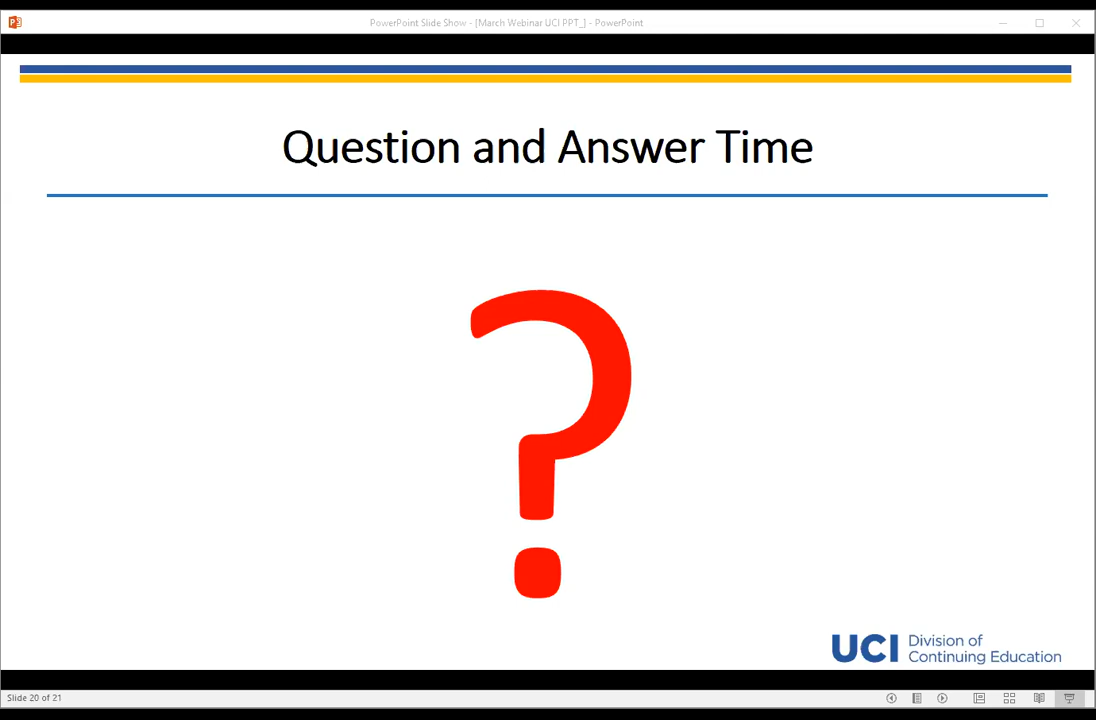 PowerPoint Slide Show - [March Webinar UCI PPT_] - PowerPoint
Question and Answer Time
?
UCI Division of
Continuing Education
Slide 20 of 21